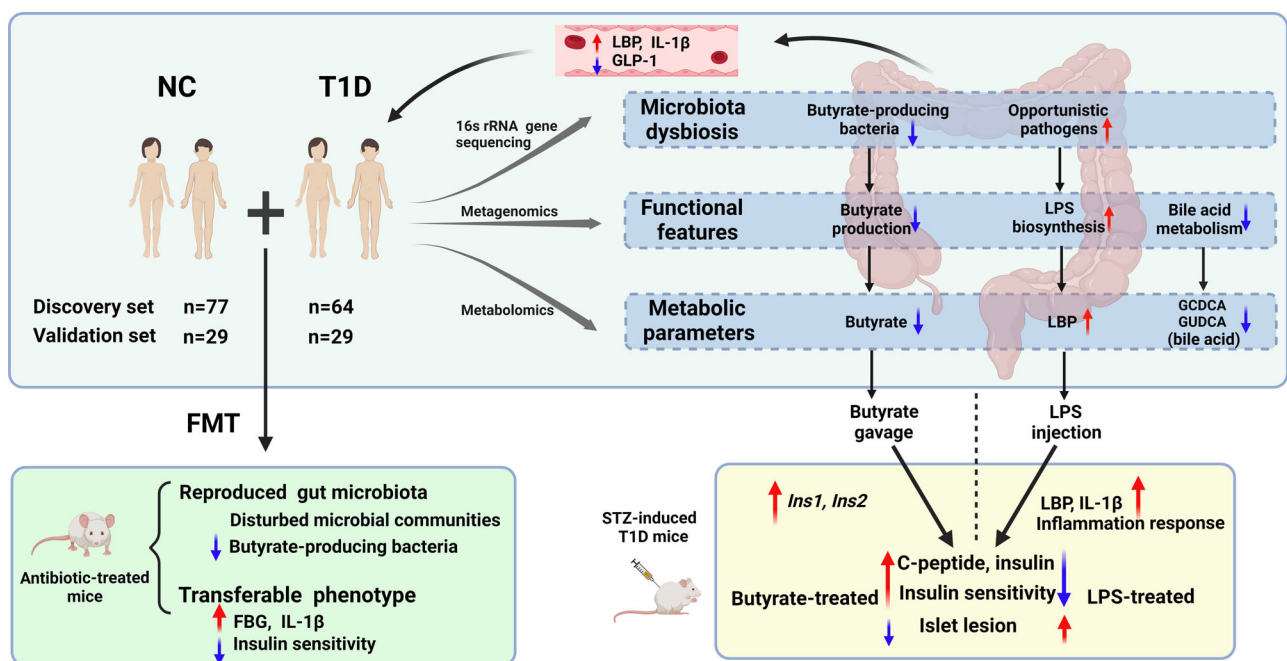 LBP, IL-1β
GLP-1
NC
T1D
16s rRNA gene
sequencing
Metagenomics
Metabolomics
Discovery set n=77 n=64
Validation set n=29 n=29
Microbiota
dysbiosis
Butyrate-producing
bacteria
Opportunistic
pathogens
Functional
features
Butyrate
production
LPS
biosynthesis
Bile acid
metabolism
Metabolic
parameters
Butyrate
LBP
GCDCA
GUDCA
(bile acid)
Butyrate
gavage
LPS
injection
FMT
Antibiotic-treated
mice
Reproduced gut microbiota
Disturbed microbial communities
Butyrate-producing bacteria
Transferable phenotype
FBG, IL-1β
Insulin sensitivity
STZ-induced
T1D mice
Ins1, Ins2
LBP, IL-1β
Inflammation response
C-peptide, insulin
Butyrate-treated Insulin sensitivity LPS-treated
Islet lesion